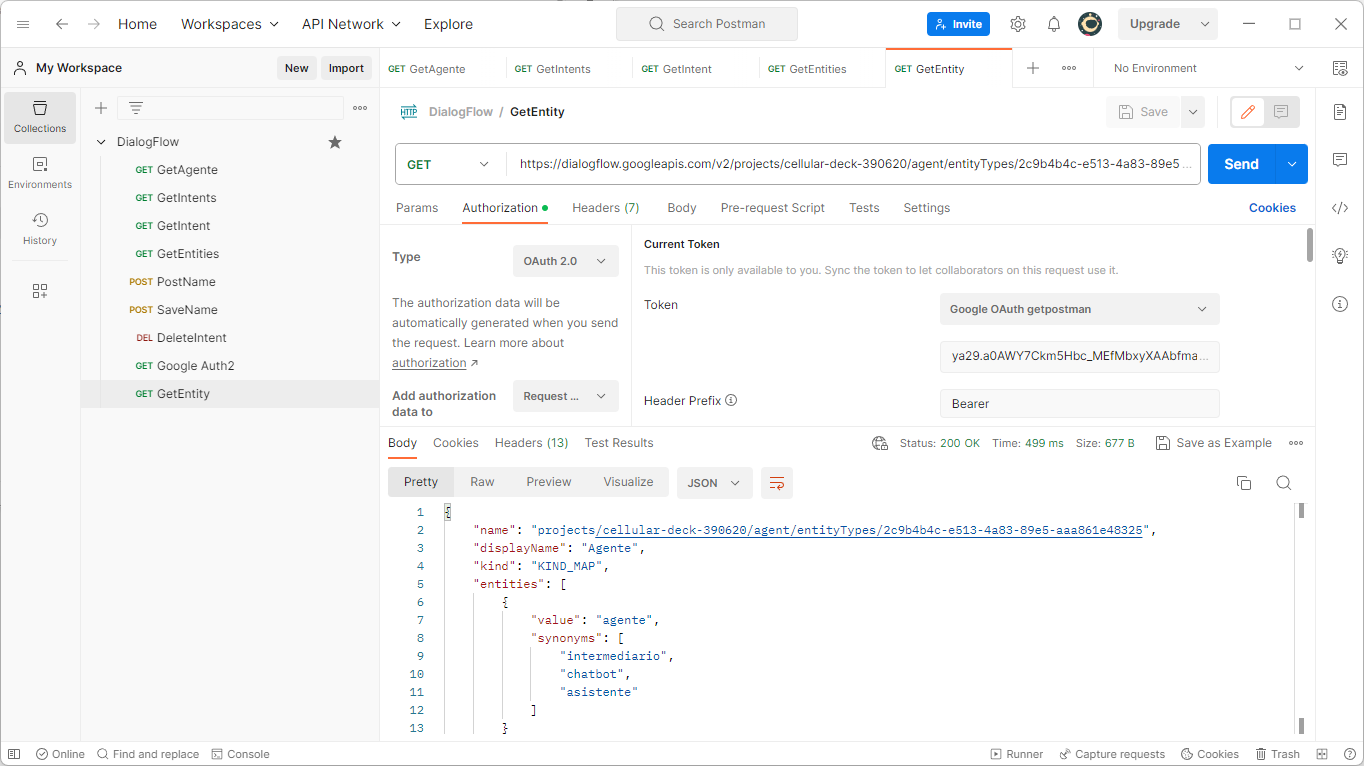 Home Workspaces API Network Explore Search Postman Invite Upgrade
My Workspace New Import GET GetAgente GET GetIntents GET GetIntent GET GetEntities GET GetEntity No Environment
Collections
Environments
History
DialogFlow
GET GetAgente
GET GetIntents
GET GetIntent
GET GetEntities
POST PostName
POST SaveName
DEL DeleteIntent
GET Google Auth2
GET GetEntity
HTTP DialogFlow / GetEntity Save
GET https://dialogflow.googleapis.com/v2/projects/cellular-deck-390620/agent/entityTypes/2c9b4b4c-e513-4a83-89e5 ... Send
Params Authorization Headers (7) Body Pre-request Script Tests Settings Cookies
Type OAuth 2.0
The authorization data will be
automatically generated when you send
the request. Learn more about
authorization ↗
Add authorization
data to
Request ...
Current Token
This token is only available to you. Sync the token to let collaborators on this request use it.
Token Google OAuth getpostman
ya29.a0AWY7Ckm5Hbc_MEfMbxyXAAbfma...
Header Prefix Bearer
Body Cookies Headers (13) Test Results Status: 200 OK Time: 499 ms Size: 677 B Save as Example
Pretty Raw Preview Visualize JSON
1 {
2 "name": "projects/cellular-deck-390620/agent/entityTypes/2c9b4b4c-e513-4a83-89e5-aaa861e48325",
3 "displayName": "Agente",
4 "kind": "KIND_MAP",
5 "entities": [
6 {
7 "value": "agente",
8 "synonyms": [
9 "intermediario",
10 "chatbot",
11 "asistente"
12 ]
13 }
Online Find and replace Console Runner Capture requests Cookies Trash